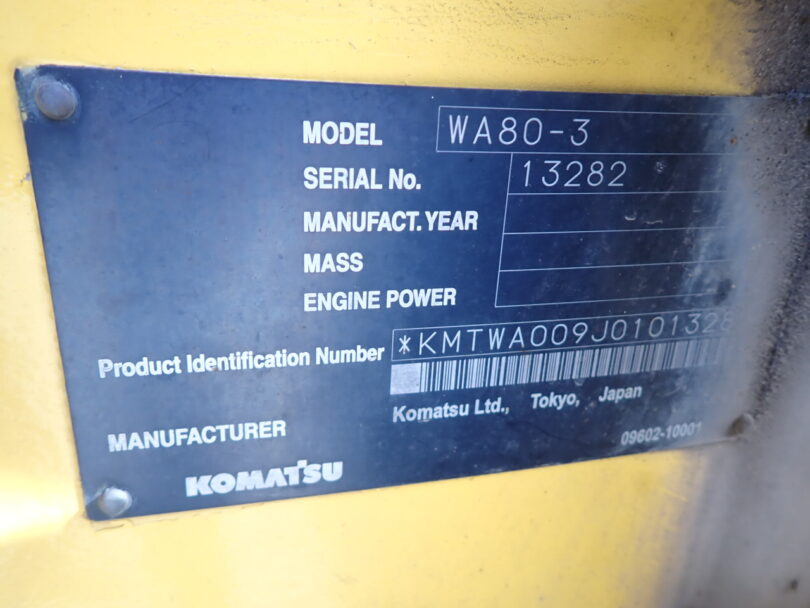 MODEL WA80-3
SERIAL No. 13282
MANUFACT. YEAR
MASS
ENGINE POWER
Product Identification Number *KMTWA009J0101328
Komatsu Ltd., Tokyo, Japan
MANUFACTURER
09602-10001
KOMATSU